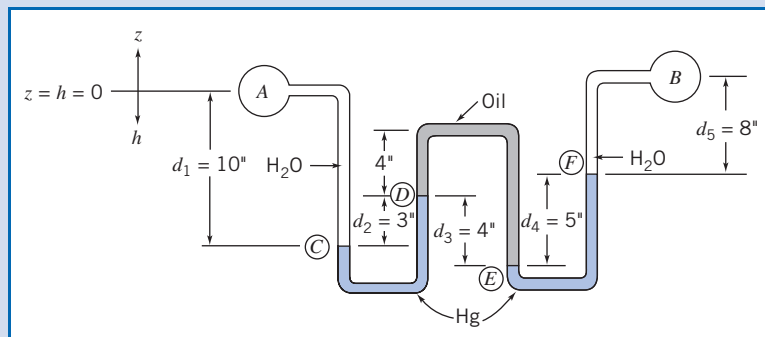 z
z = h = 0
h
A
B
Oil
d₁ = 10"
H₂O
4"
d₅ = 8"
F
H₂O
D
d₂ = 3"
d₃ = 4"
d₄ = 5"
C
E
Hg